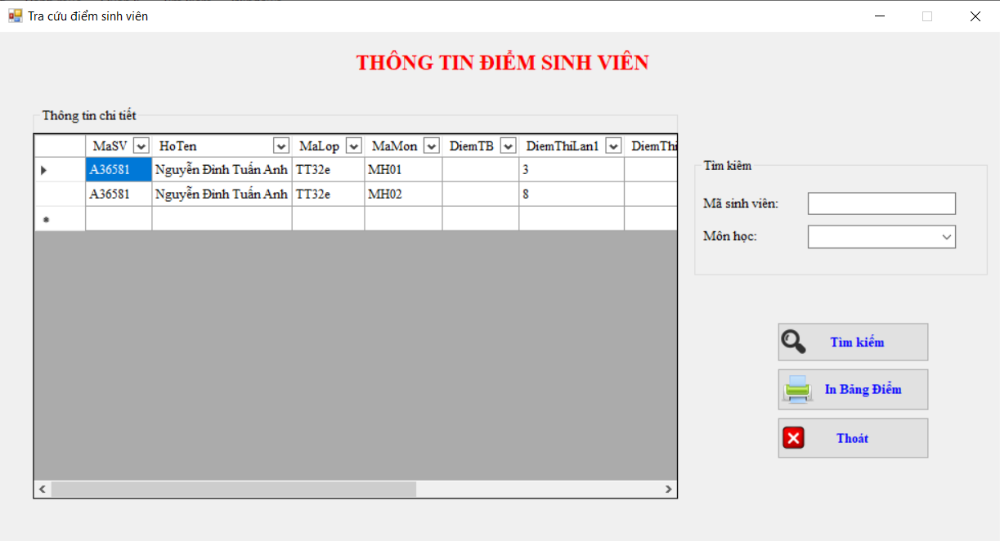 Tra cứu điểm sinh viên
THÔNG TIN ĐIỂM SINH VIÊN
Thông tin chi tiết
MaSV HoTen MaLop MaMon DiemTB DiemThiLan1 DiemThi
A36581 Nguyễn Đình Tuấn Anh TT32e MH01 3
A36581 Nguyễn Đình Tuấn Anh TT32e MH02 8
Tìm kiếm
Mã sinh viên:
Môn học:
Tìm kiếm
In Bảng Điểm
Thoát